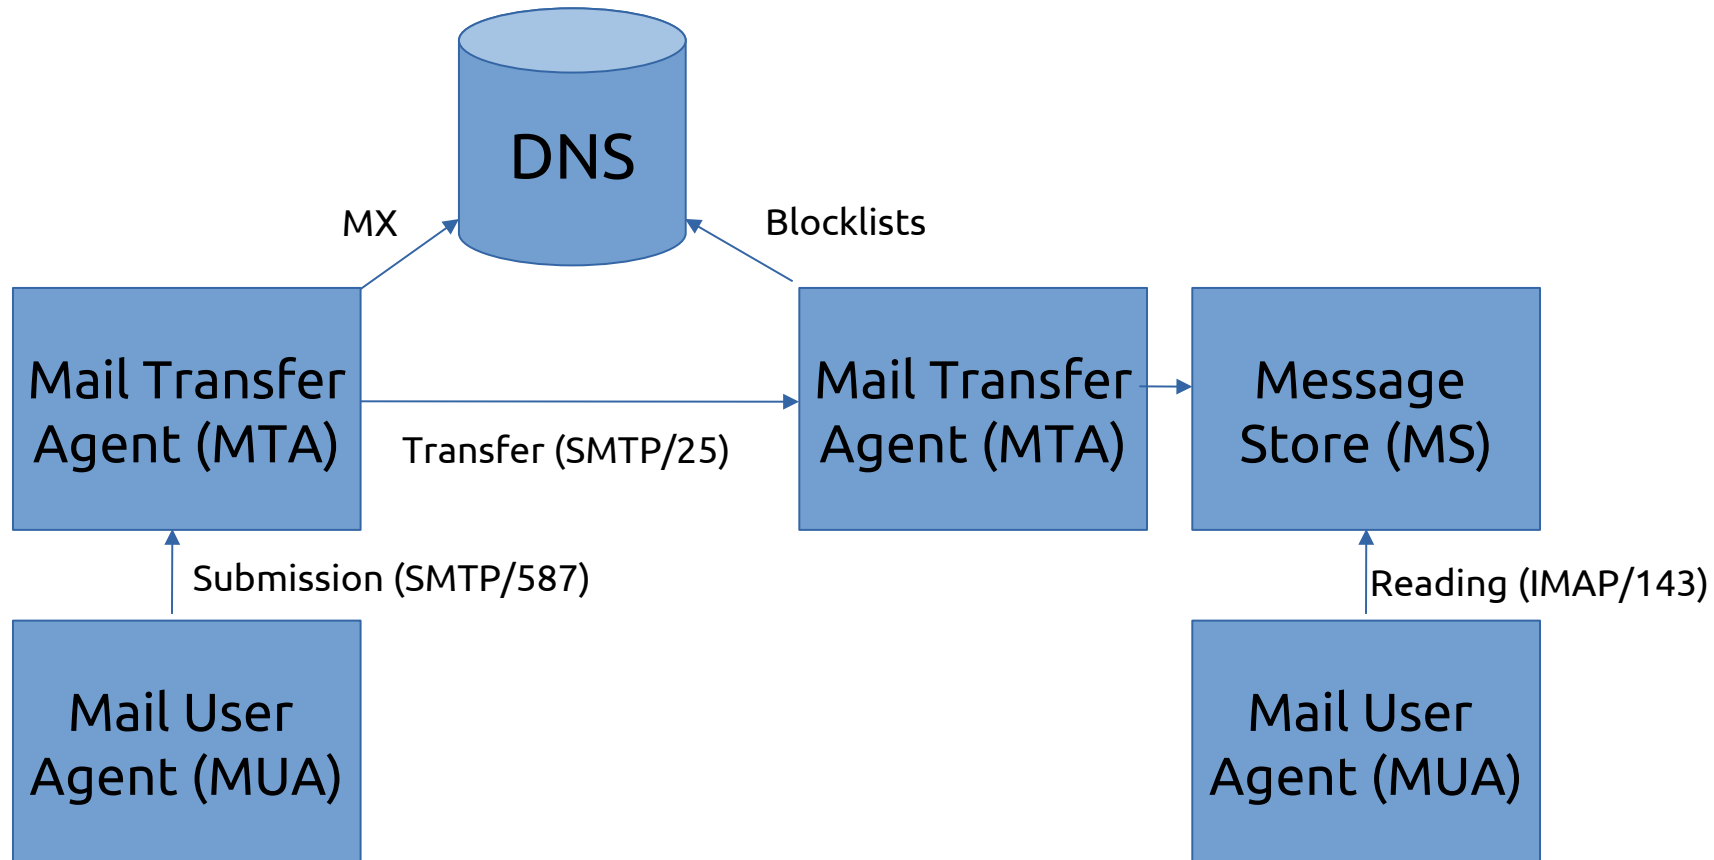 DNS
MX
Blocklists
Mail Transfer
Agent (MTA)
Transfer (SMTP/25)
Mail Transfer
Agent (MTA)
Message
Store (MS)
Submission (SMTP/587)
Reading (IMAP/143)
Mail User
Agent (MUA)
Mail User
Agent (MUA)